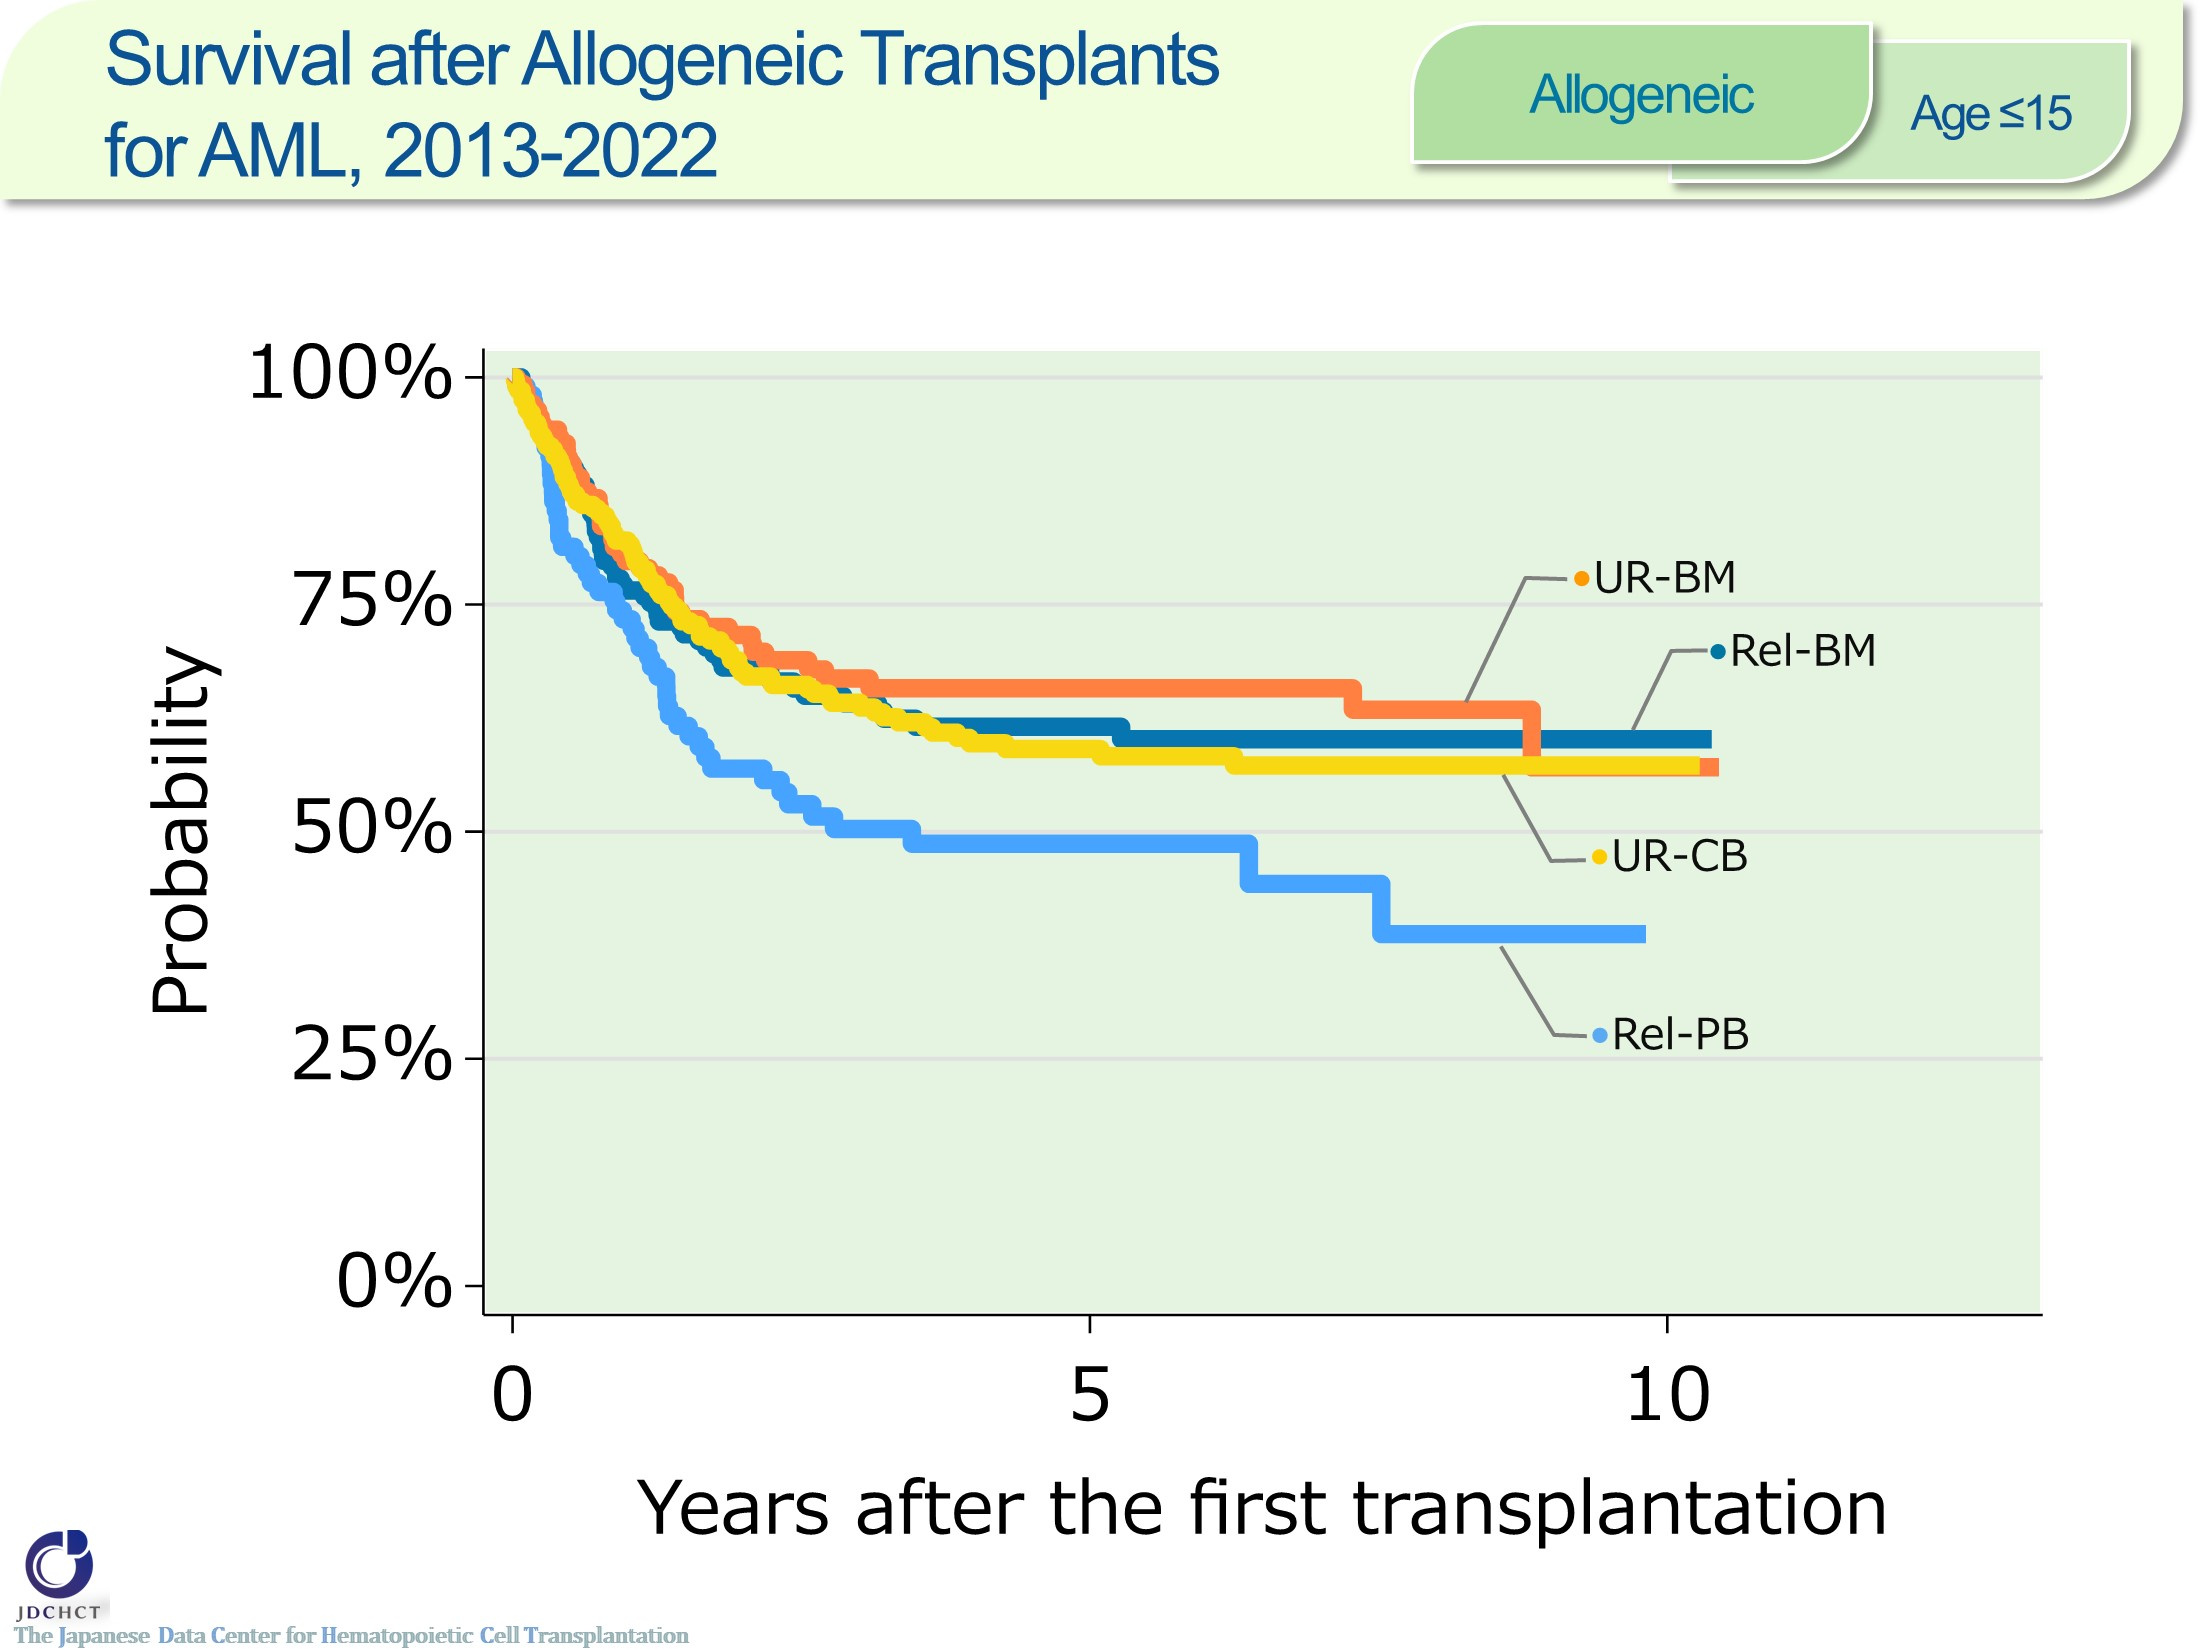 Survival after Allogeneic Transplants
for AML, 2013-2022
Allogeneic
Age ≤15
100%
75%
50%
25%
0%
Probability
UR-BM
Rel-BM
UR-CB
Rel-PB
0
5
10
Years after the first transplantation
JDCHCT
The Japanese Data Center for Hematopoietic Cell Transplantation